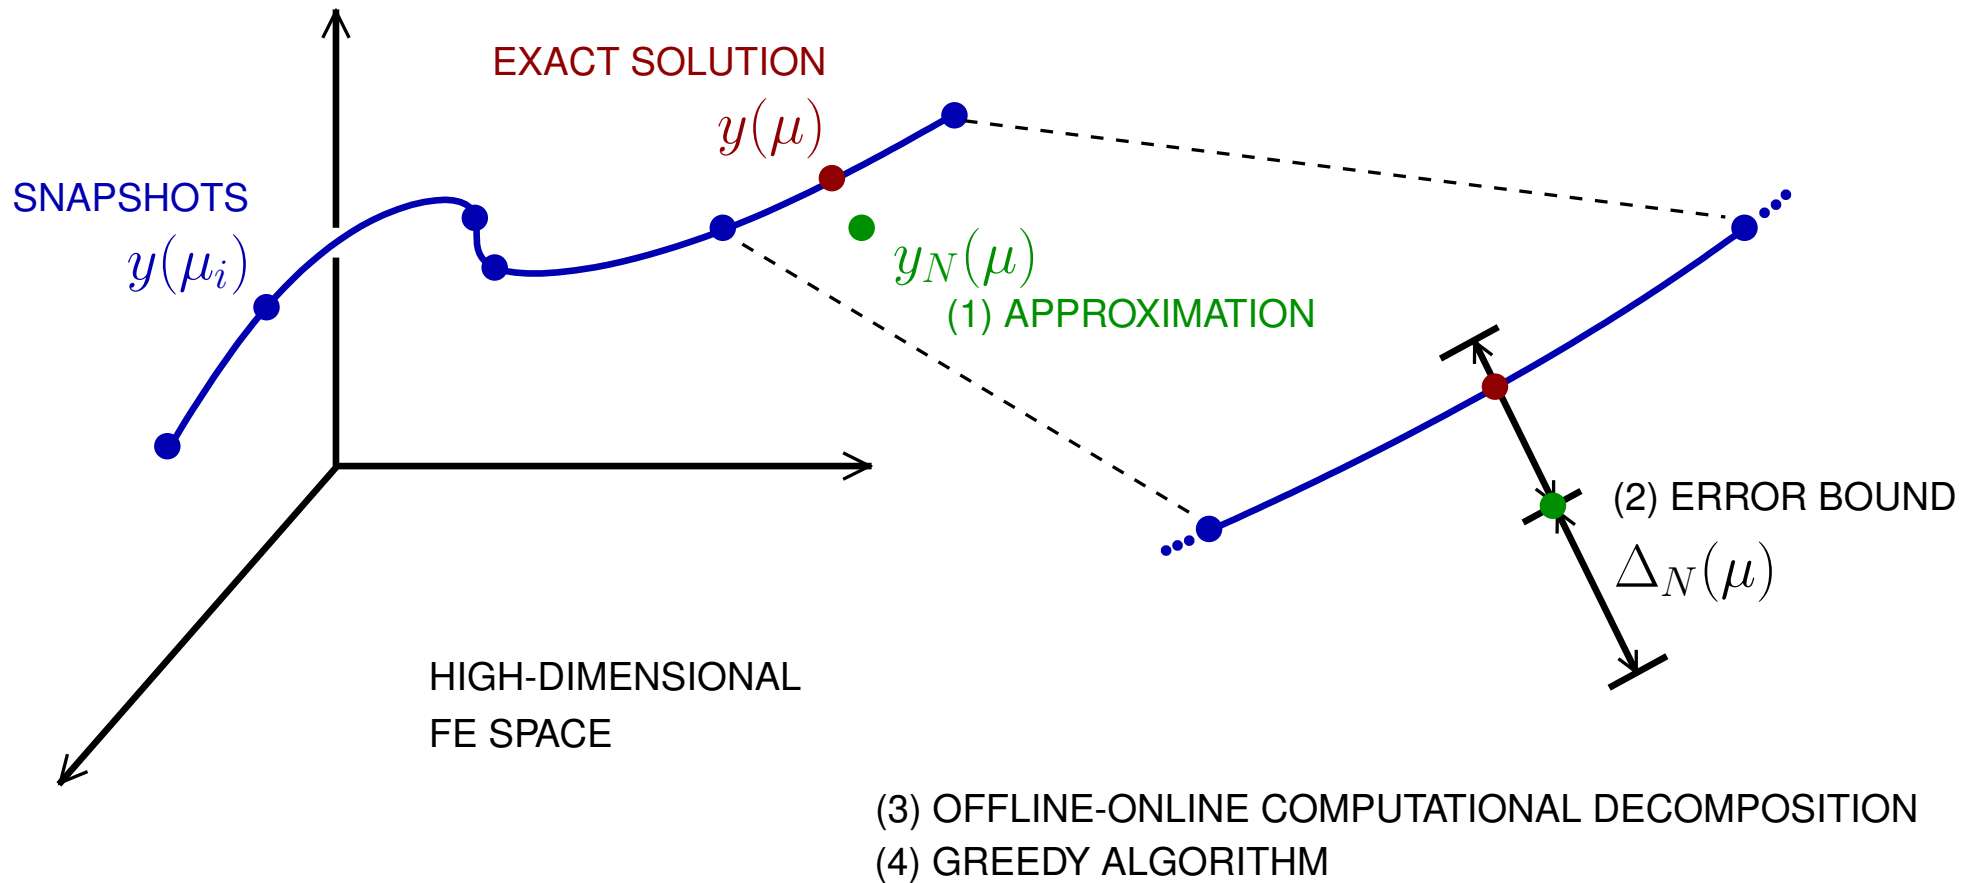 EXACT SOLUTION
y(μ)
SNAPSHOTS
y(μᵢ)
y_N(μ)
(1) APPROXIMATION
(2) ERROR BOUND
Δ_N(μ)
HIGH-DIMENSIONAL
FE SPACE
(3) OFFLINE-ONLINE COMPUTATIONAL DECOMPOSITION
(4) GREEDY ALGORITHM